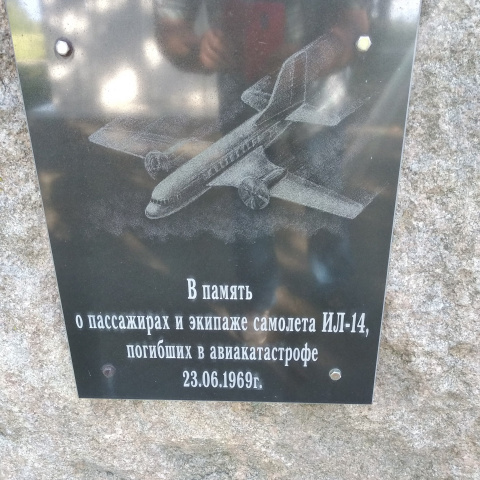 В память
о пассажирах и экипаже самолета ИЛ-14,
погибших в авиакатастрофе
23.06.1969г.